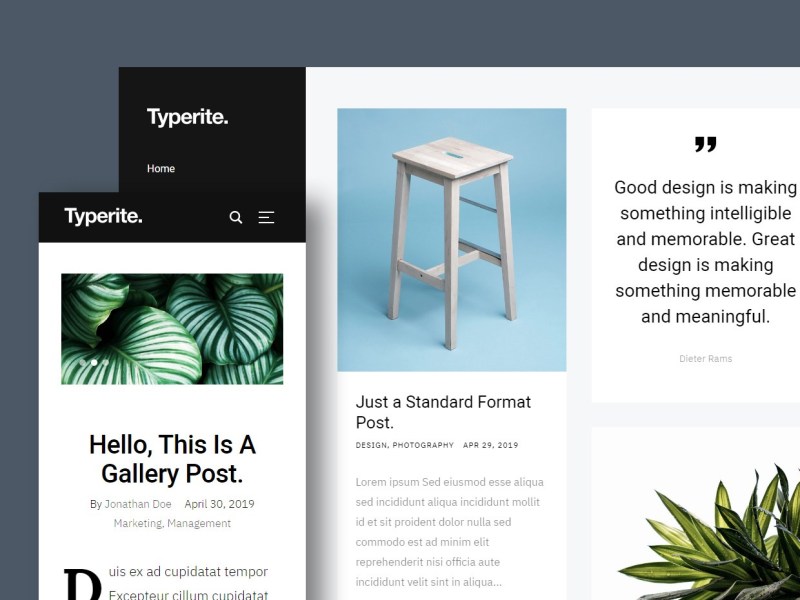 Typerite.
Home
Typerite.
Hello, This Is A
Gallery Post.
By Jonathan Doe April 30, 2019
Marketing, Management
Duis ex ad cupidatat tempor
Excepteur cillum cupidatat
Just a Standard Format
Post.
DESIGN, PHOTOGRAPHY APR 29, 2019
Lorem ipsum Sed eiusmod esse aliqua
sed incididunt aliqua incididunt mollit
id et sit proident dolor nulla sed
commodo est ad minim elit
reprehenderit nisi officia aute
incididunt velit sint in aliqua...
”
Good design is making
something intelligible
and memorable. Great
design is making
something memorable
and meaningful.
Dieter Rams